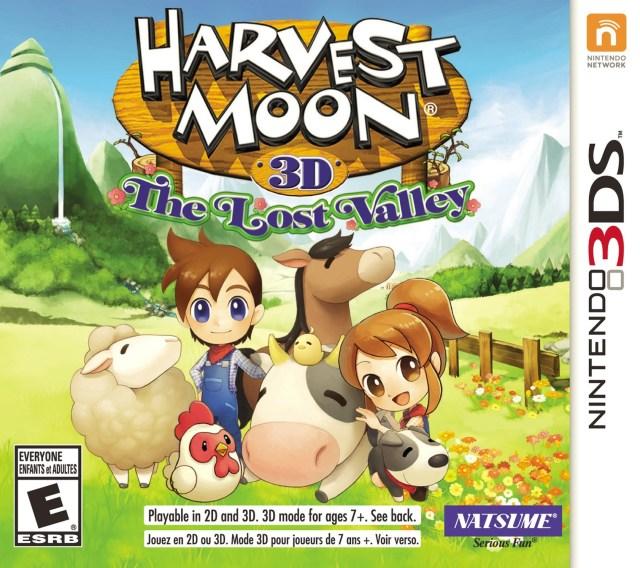 HARVEST
MOON®
3D
The Lost Valley
NINTENDO
NETWORK
NINTENDO3DS™
EVERYONE
ENFANTS et ADULTES
E
ESRB
Playable in 2D and 3D. 3D mode for ages 7+. See back.
Jouez en 2D ou 3D. Mode 3D pour joueurs de 7 ans +. Voir verso.
NATSUME®
Serious Fun®